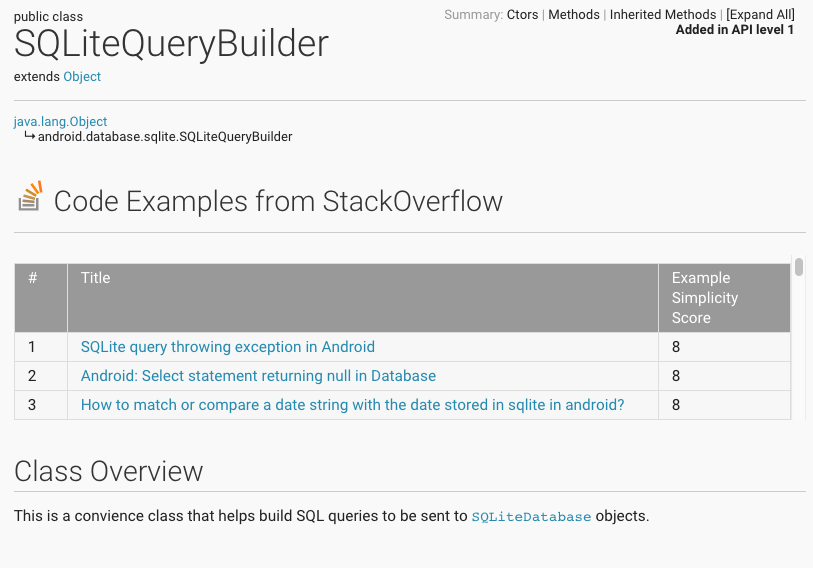 public class
Summary: Ctors | Methods | Inherited Methods | [Expand All]
SQLiteQueryBuilder
Added in API level 1
extends Object
java.lang.Object
↳ android.database.sqlite.SQLiteQueryBuilder
Code Examples from StackOverflow
# Title Example
Simplicity
Score
1 SQLite query throwing exception in Android 8
2 Android: Select statement returning null in Database 8
3 How to match or compare a date string with the date stored in sqlite in android? 8
Class Overview
This is a convience class that helps build SQL queries to be sent to SQLiteDatabase objects.